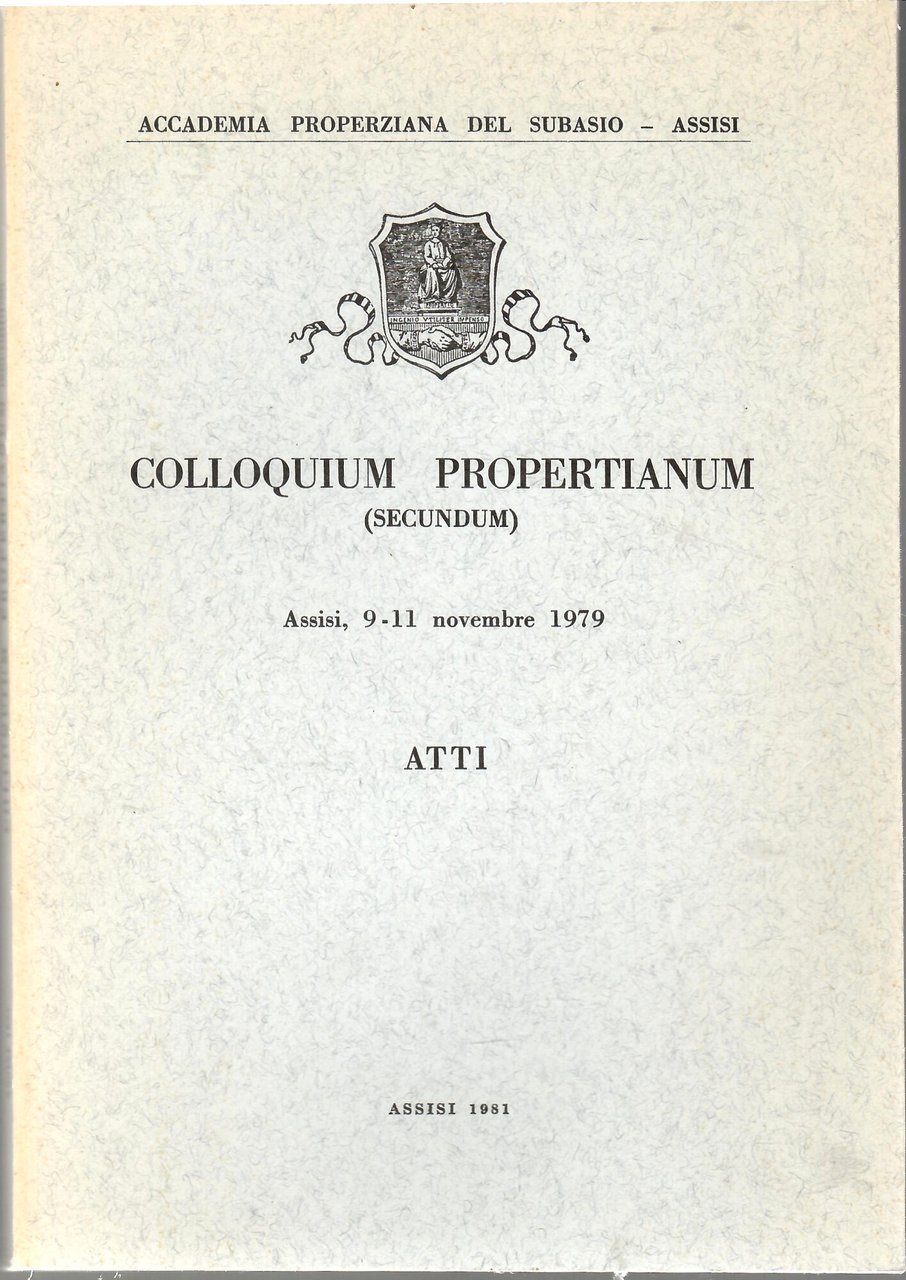 ACCADEMIA PROPERZIANA DEL SUBASIO – ASSISI
PROPERTIO
INGENIO VTILITER IMPENSO
COLLOQUIUM PROPERTIANUM
(SECUNDUM)
Assisi, 9-11 novembre 1979
ATTI
ASSISI 1981